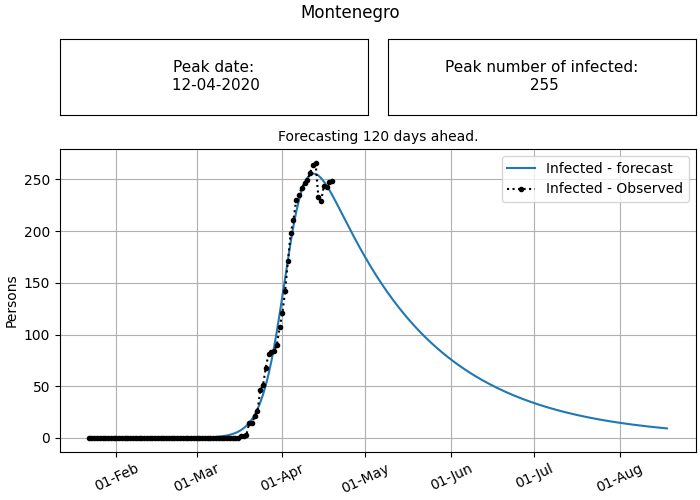 Montenegro
Peak date:
12-04-2020
Peak number of infected:
255
Forecasting 120 days ahead.
Infected - forecast
Infected - Observed
Persons
250
200
150
100
50
0
01-Feb
01-Mar
01-Apr
01-May
01-Jun
01-Jul
01-Aug